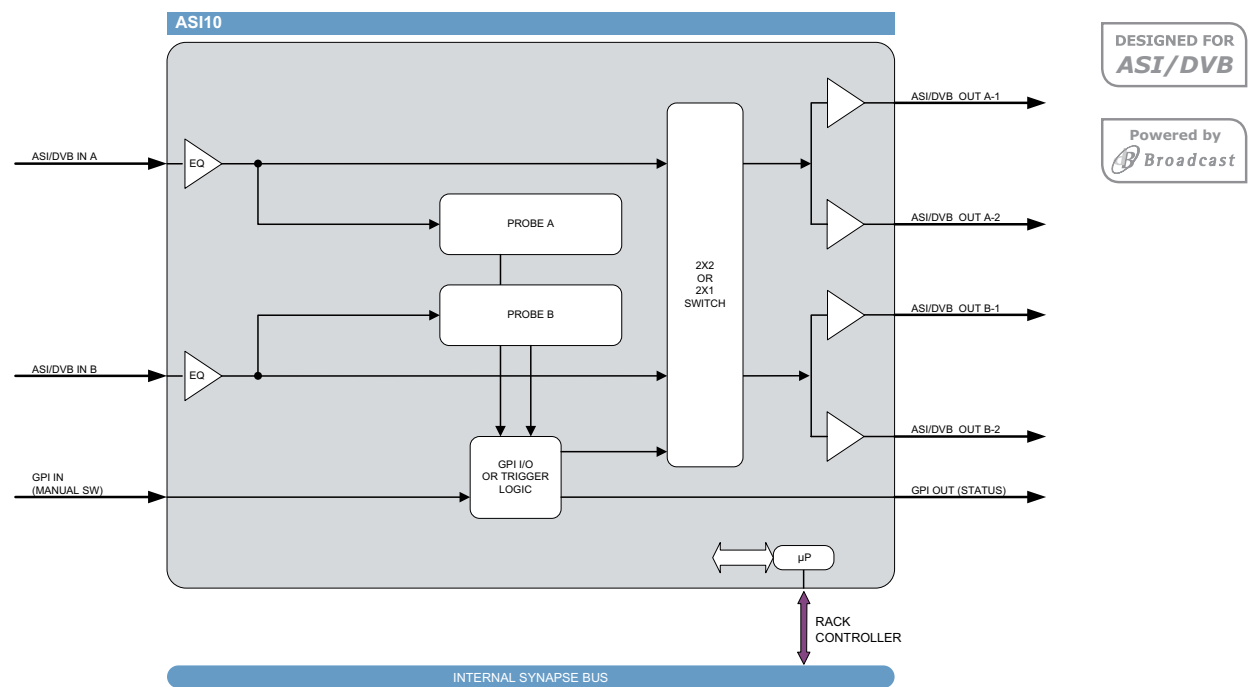 ASI10
DESIGNED FOR
ASI/DVB
Powered by
Broadcast
ASI/DVB IN A
EQ
PROBE A
PROBE B
ASI/DVB IN B
EQ
GPI IN
(MANUAL SW)
GPI I/O
OR TRIGGER
LOGIC
2X2
OR
2X1
SWITCH
ASI/DVB OUT A-1
ASI/DVB OUT A-2
ASI/DVB OUT B-1
ASI/DVB OUT B-2
GPI OUT (STATUS)
µP
RACK
CONTROLLER
INTERNAL SYNAPSE BUS